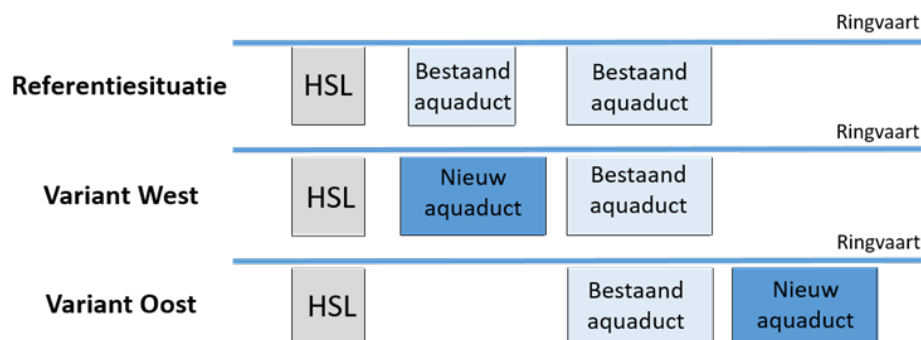 Ringvaart
Referentiesituatie
HSL
Bestaand
aquaduct
Bestaand
aquaduct
Ringvaart
Variant West
HSL
Nieuw
aquaduct
Bestaand
aquaduct
Ringvaart
Variant Oost
HSL
Bestaand
aquaduct
Nieuw
aquaduct